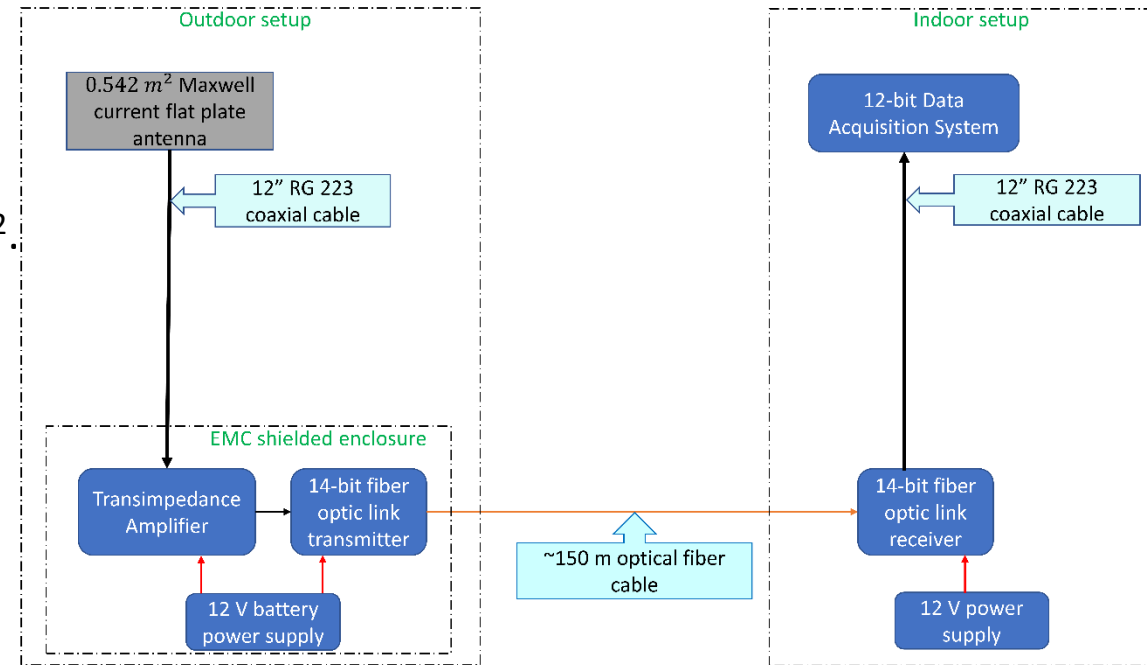 Outdoor setup
Indoor setup
0.542 m² Maxwell
current flat plate
antenna
12-bit Data
Acquisition System
12” RG 223
coaxial cable
12” RG 223
coaxial cable
2.
EMC shielded enclosure
Transimpedance
Amplifier
14-bit fiber
optic link
transmitter
14-bit fiber
optic link
receiver
~150 m optical fiber
cable
12 V battery
power supply
12 V power
supply